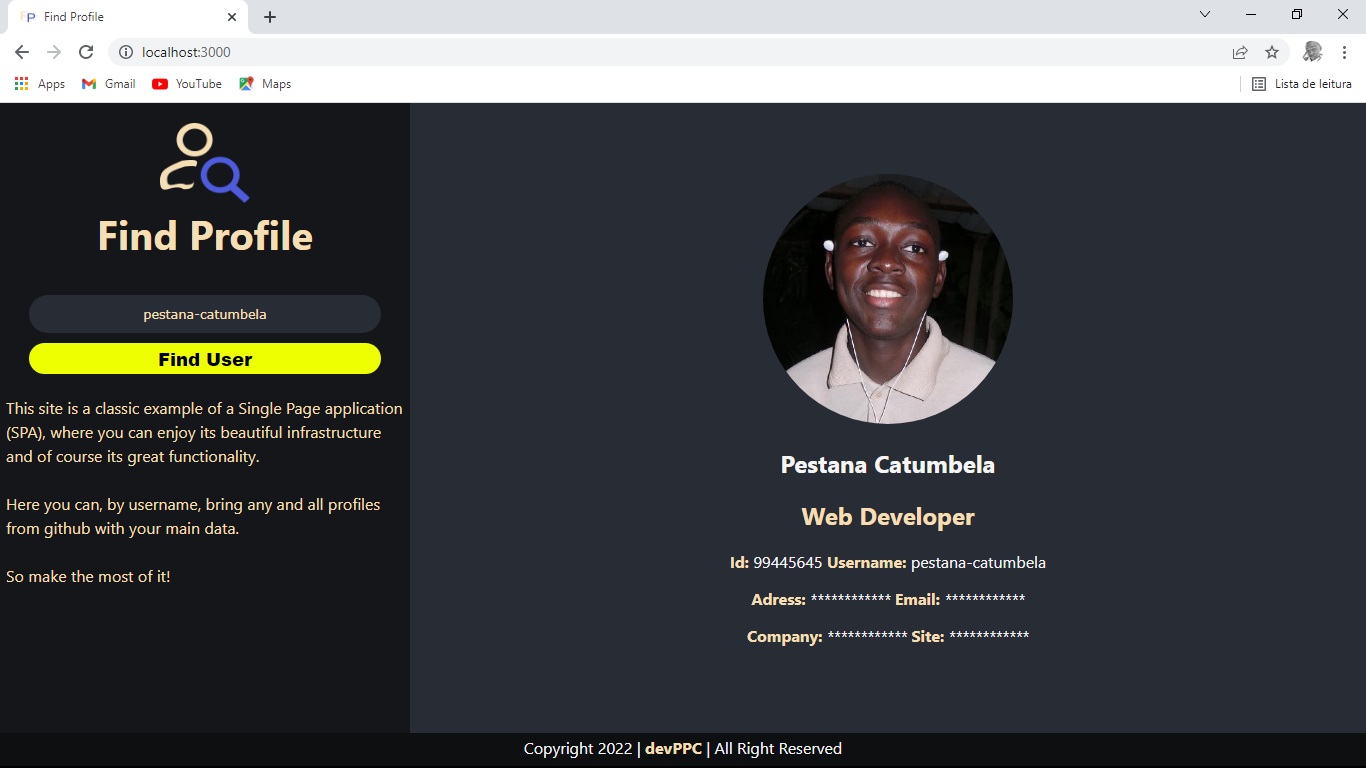 FP Find Profile
localhost:3000
Apps Gmail YouTube Maps Lista de leitura
Find Profile
pestana-catumbela
Find User
This site is a classic example of a Single Page application
(SPA), where you can enjoy its beautiful infrastructure
and of course its great functionality.
Here you can, by username, bring any and all profiles
from github with your main data.
So make the most of it!
Pestana Catumbela
Web Developer
Id: 99445645 Username: pestana-catumbela
Adress: ************ Email: ************
Company: ************ Site: ************
Copyright 2022 | devPPC | All Right Reserved